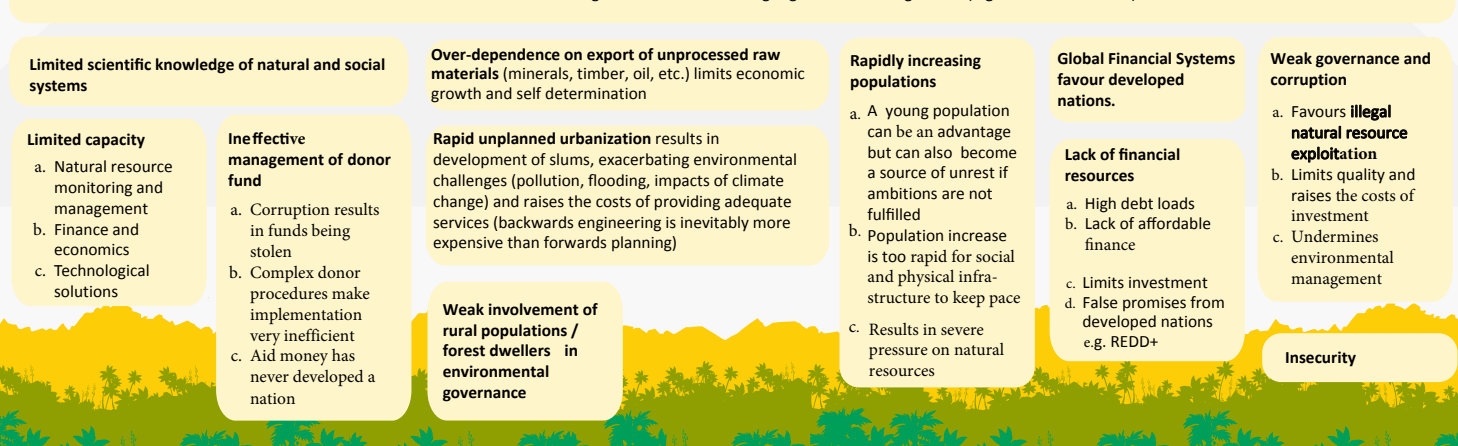 Limited scientific knowledge of natural and social
systems
Limited capacity
a. Natural resource
monitoring and
management
b. Finance and
economics
c. Technological
solutions
Ineffective
management of donor
fund
a. Corruption results
in funds being
stolen
b. Complex donor
procedures make
implementation
very inefficient
c. Aid money has
never developed a
nation
Over-dependence on export of unprocessed raw
materials (minerals, timber, oil, etc.) limits economic
growth and self determination
Rapid unplanned urbanization results in
development of slums, exacerbating environmental
challenges (pollution, flooding, impacts of climate
change) and raises the costs of providing adequate
services (backwards engineering is inevitably more
expensive than forwards planning)
Weak involvement of
rural populations /
forest dwellers in
environmental
governance
Rapidly increasing
populations
a. A young population
can be an advantage
but can also become
a source of unrest if
ambitions are not
fulfilled
b. Population increase
is too rapid for social
and physical infra-
structure to keep pace
c. Results in severe
pressure on natural
resources
Global Financial Systems
favour developed
nations.
Lack of financial
resources
a. High debt loads
b. Lack of affordable
finance
c. Limits investment
d. False promises from
developed nations
e.g. REDD+
Weak governance and
corruption
a. Favours illegal
natural resource
exploitation
b. Limits quality and
raises the costs of
investment
c. Undermines
environmental
management
Insecurity